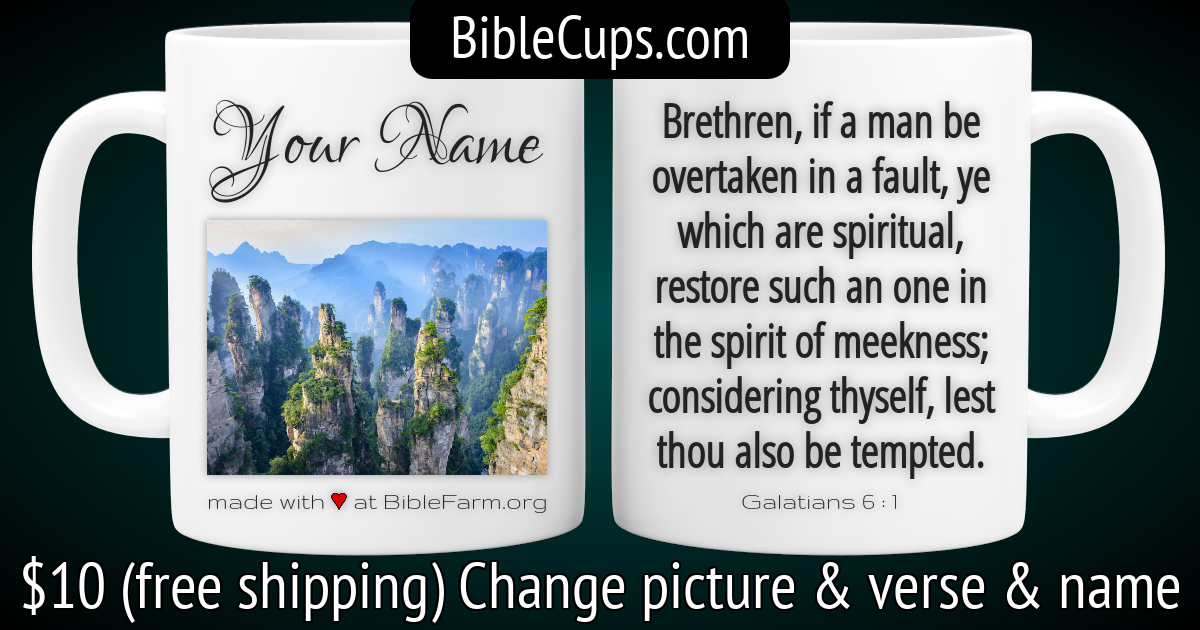 BibleCups.com
Your Name
made with ♥ at BibleFarm.org
Brethren, if a man be
overtaken in a fault, ye
which are spiritual,
restore such an one in
the spirit of meekness;
considering thyself, lest
thou also be tempted.
Galatians 6:1
$10 (free shipping) Change picture & verse & name